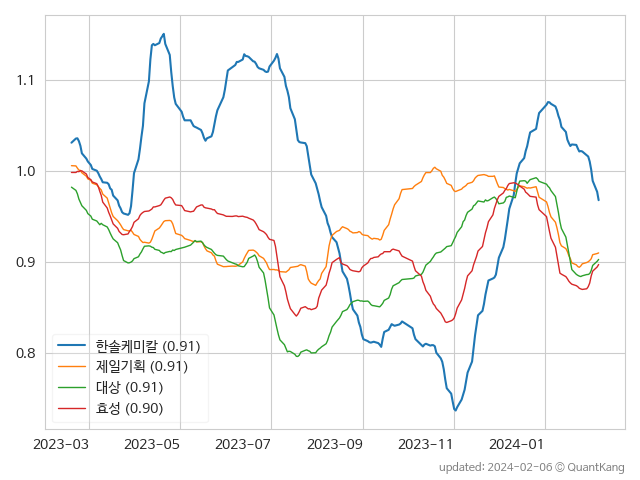 1.1
1.0
0.9
0.8
한솔케미칼 (0.91)
제일기획 (0.91)
대상 (0.91)
효성 (0.90)
2023-03 2023-05 2023-07 2023-09 2023-11 2024-01
updated: 2024-02-06 © QuantKang